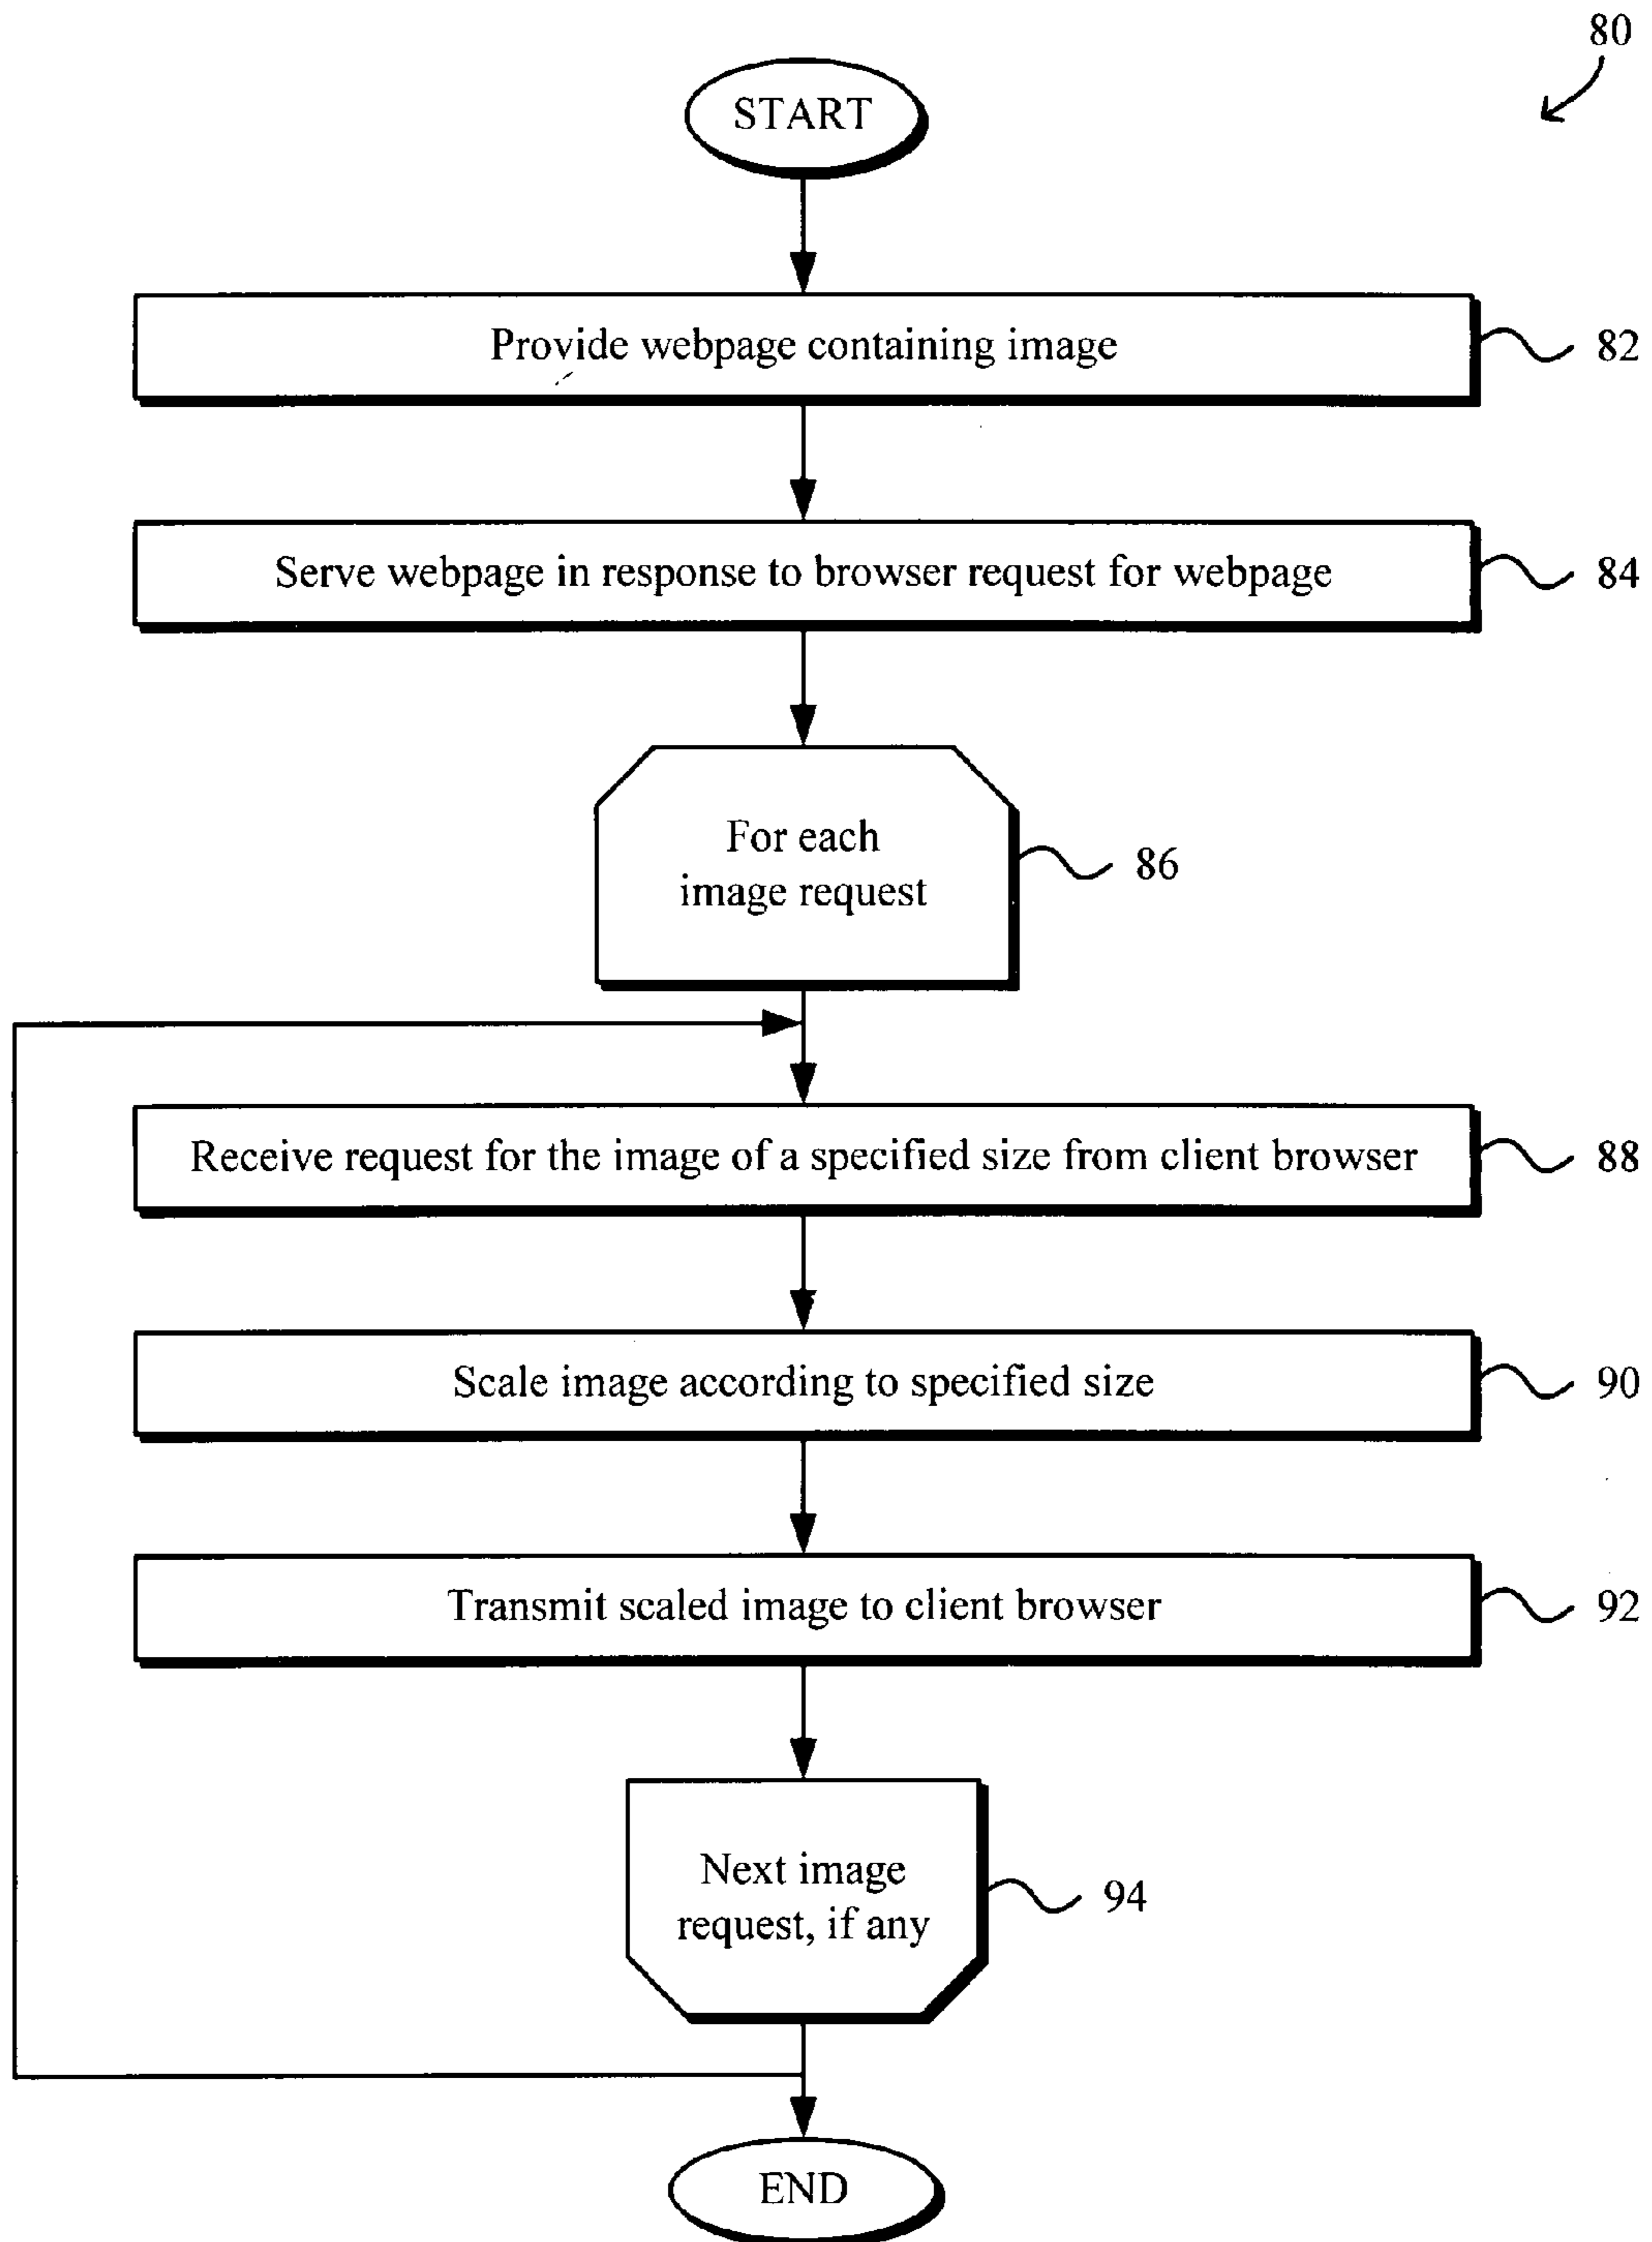 80
START
Provide webpage containing image
82
Serve webpage in response to browser request for webpage
84
For each
image request
86
Receive request for the image of a specified size from client browser
88
Scale image according to specified size
90
Transmit scaled image to client browser
92
Next image
request, if any
94
END